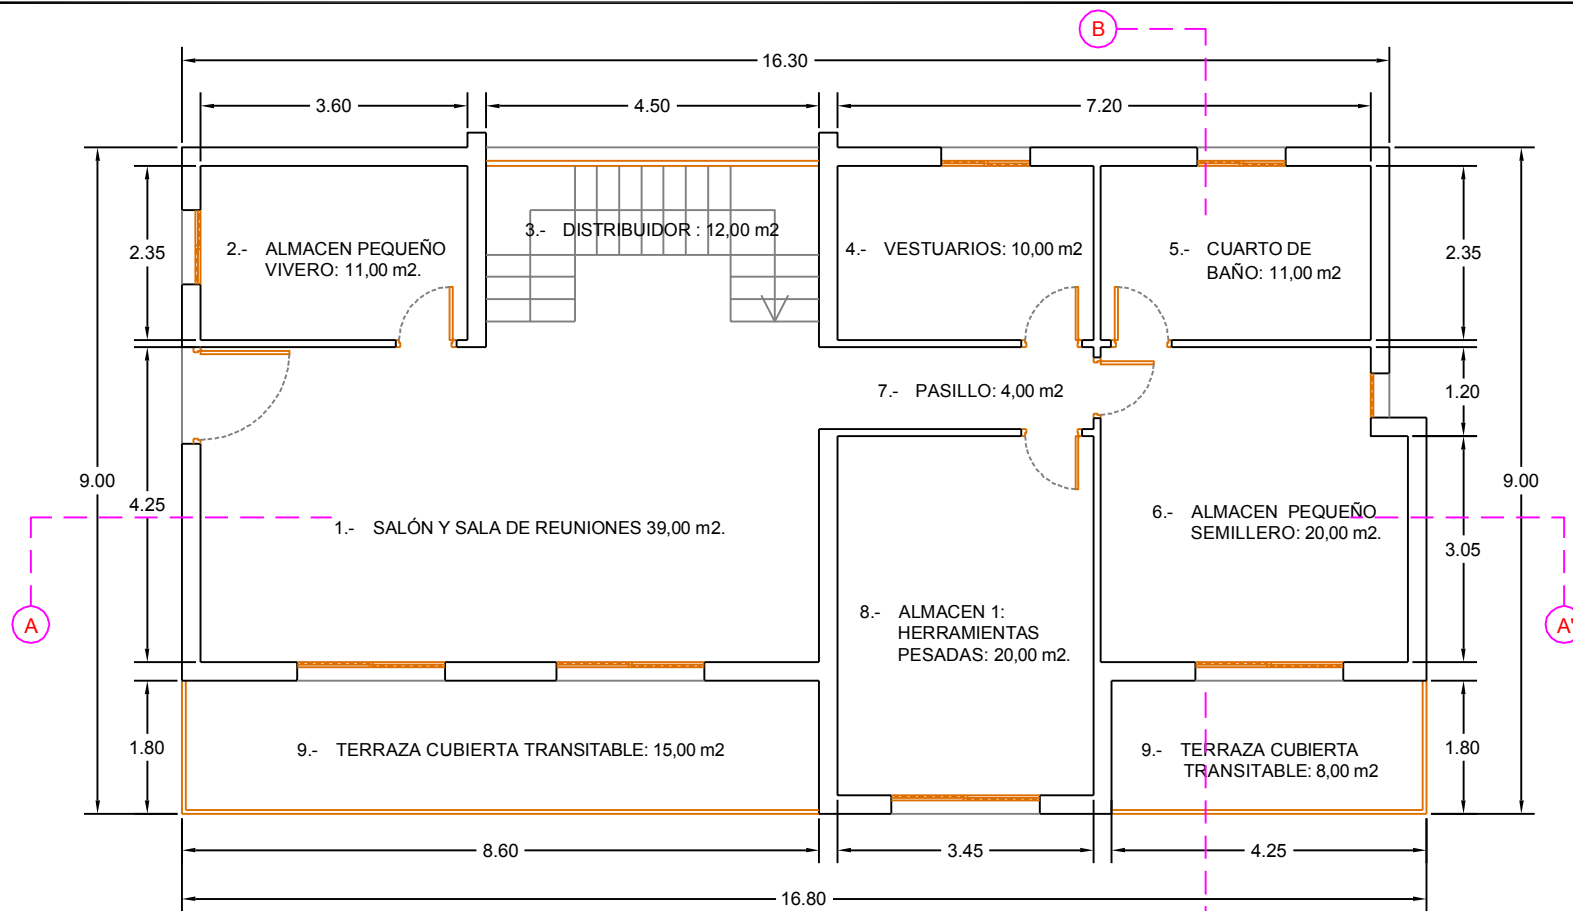 B
16.30
3.60
4.50
7.20
2.35
2.- ALMACEN PEQUEÑO
VIVERO: 11,00 m2.
3.- DISTRIBUIDOR : 12,00 m2
4.- VESTUARIOS: 10,00 m2
5.- CUARTO DE
BAÑO: 11,00 m2
2.35
7.- PASILLO: 4,00 m2
1.20
9.00
4.25
1.- SALÓN Y SALA DE REUNIONES 39,00 m2.
6.- ALMACEN PEQUEÑO
SEMILLERO: 20,00 m2.
9.00
3.05
A
8.- ALMACEN 1:
HERRAMIENTAS
PESADAS: 20,00 m2.
A'
1.80
9.- TERRAZA CUBIERTA TRANSITABLE: 15,00 m2
9.- TERRAZA CUBIERTA
TRANSITABLE: 8,00 m2
1.80
8.60
3.45
4.25
16.80